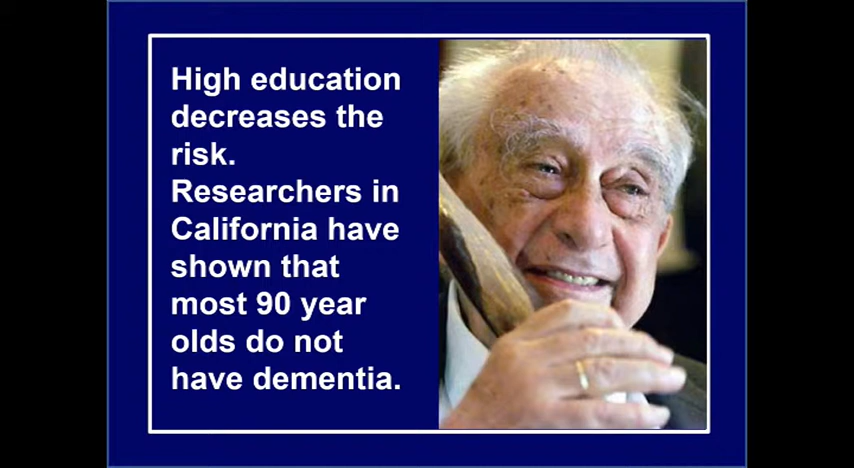 High education
decreases the
risk.
Researchers in
California have
shown that
most 90 year
olds do not
have dementia.